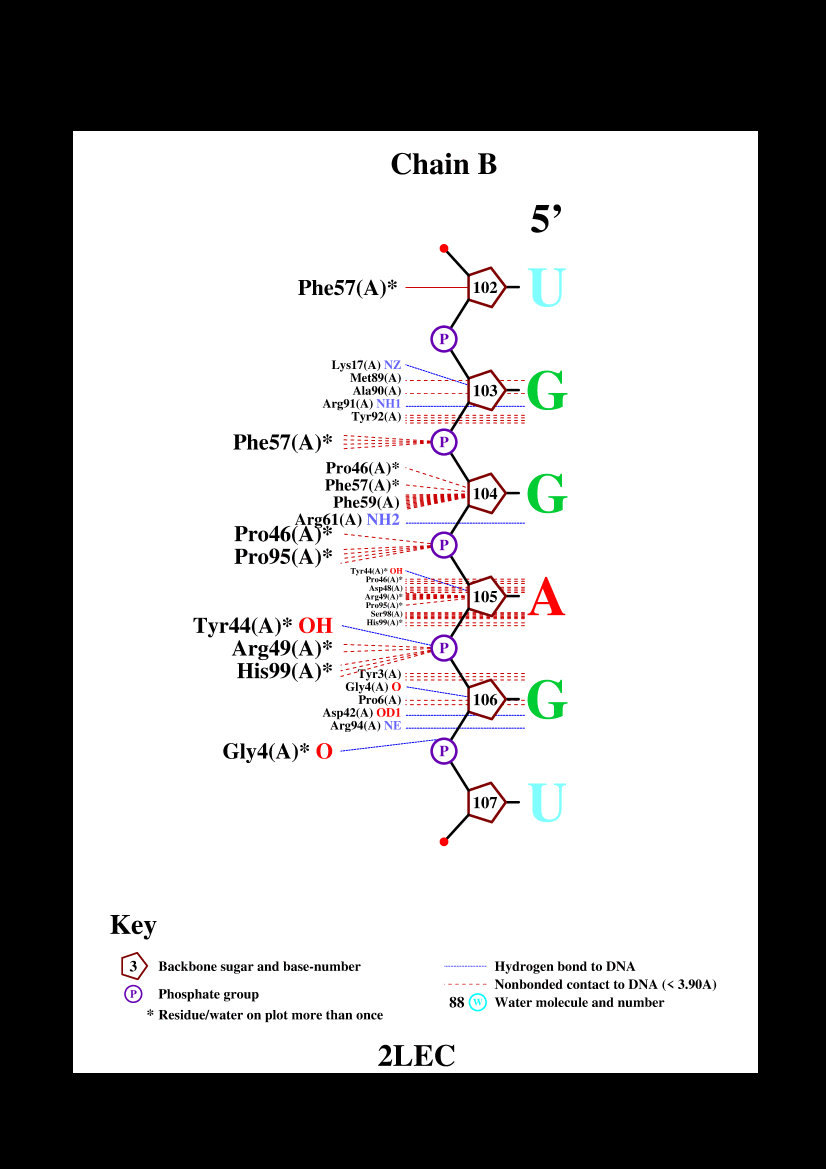 Chain B
5’
Phe57(A)* 102 U
P
Lys17(A) NZ
Met89(A)
Ala90(A) 103 G
Arg91(A) NH1
Tyr92(A)
Phe57(A)* P
Pro46(A)*
Phe57(A)*
104 G
Phe59(A)
Arg61(A) NH2
Pro46(A)*
P
Pro95(A)*
Tyr44(A)* OH
Pro46(A)*
Asp48(A)
Arg49(A)* 105 A
Pro95(A)*
Ser98(A)
His99(A)*
Tyr44(A)* OH
Arg49(A)* P
His99(A)*
Tyr3(A)
Gly4(A) O
Pro6(A) 106 G
Asp42(A) OD1
Arg94(A) NE
Gly4(A)* O P
107 U
Key
3 Backbone sugar and base-number
P Phosphate group
* Residue/water on plot more than once
Hydrogen bond to DNA
Nonbonded contact to DNA (< 3.90A)
88 W Water molecule and number
2LEC